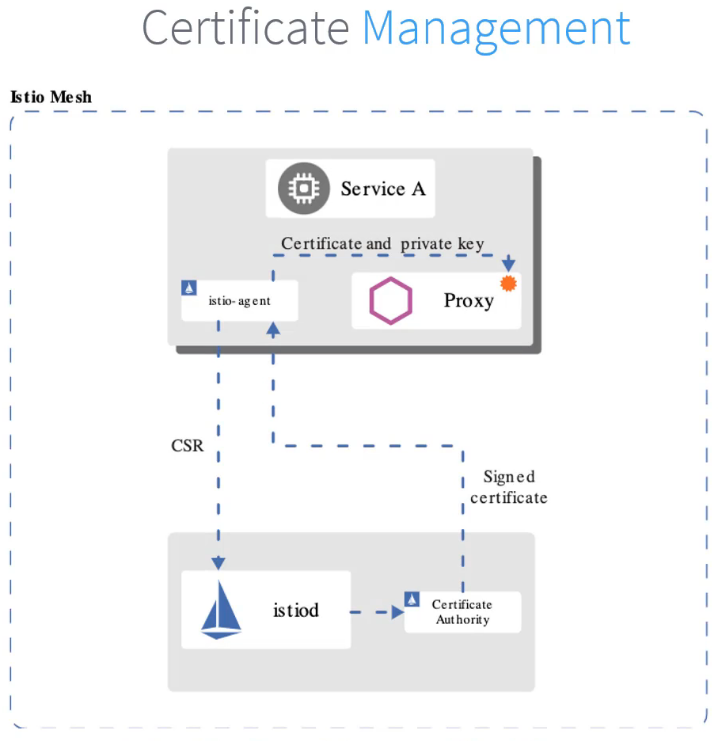 Certificate Management
Istio Mesh
Service A
Certificate and private key
istio-agent
Proxy
CSR
Signed
certificate
istiod
Certificate
Authority